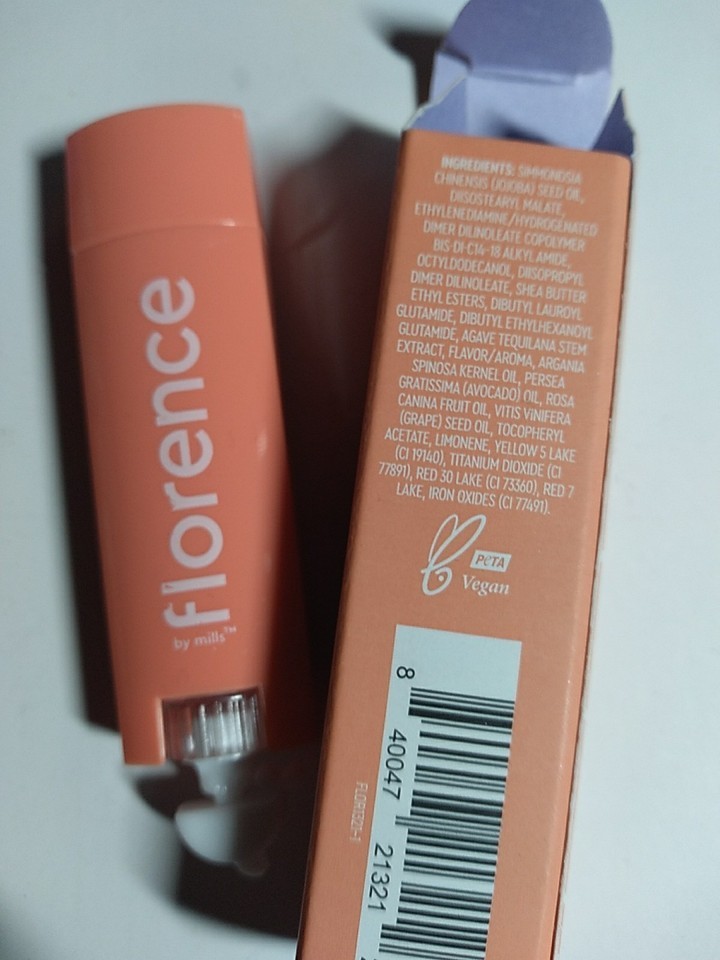 florence
by mills™
INGREDIENTS: SIMMONDSIA
CHINENSIS (JOJOBA) SEED OIL,
DIISOSTEARYL MALATE,
ETHYLENEDIAMINE/HYDROGENATED
DIMER DILINOLEATE COPOLYMER
BIS-DI-C14-18 ALKYL AMIDE,
OCTYLDODECANOL, DIISOPROPYL
DIMER DILINOLEATE, SHEA BUTTER
ETHYL ESTERS, DIBUTYL LAUROYL
GLUTAMIDE, DIBUTYL ETHYLHEXANOYL
GLUTAMIDE, AGAVE TEQUILANA STEM
EXTRACT, FLAVOR/AROMA, ARGANIA
SPINOSA KERNEL OIL, PERSEA
GRATISSIMA (AVOCADO) OIL, ROSA
CANINA FRUIT OIL, VITIS VINIFERA
(GRAPE) SEED OIL, TOCOPHERYL
ACETATE, LIMONENE, YELLOW 5 LAKE
(CI 19140), TITANIUM DIOXIDE (CI
77891), RED 30 LAKE (CI 73360), RED 7
LAKE, IRON OXIDES (CI 77491).
PETA
Vegan
8 40047 21321